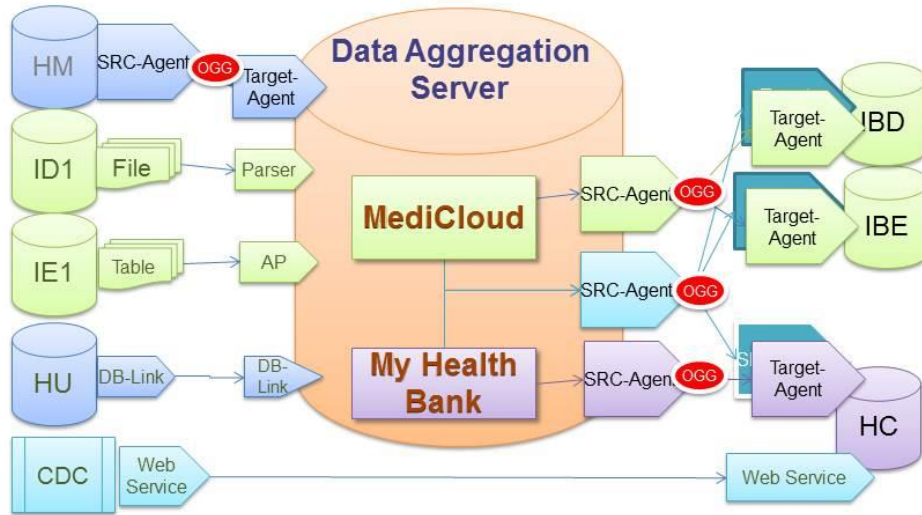 Data Aggregation
Server
HM
SRC-Agent
OGG
Target-
Agent
ID1
File
Parser
IE1
Table
AP
HU
DB-Link
DB-
Link
CDC
Web
Service
MediCloud
My Health
Bank
SRC-Agent
OGG
SRC-Agent
OGG
SRC-Agent
OGG
Target-
Agent
IBD
Target-
Agent
IBE
Target-
Agent
HC
Web Service